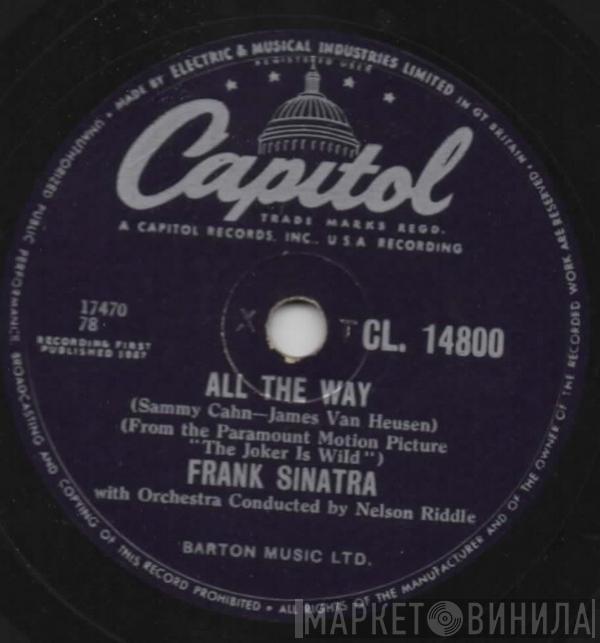 MADE BY ELECTRIC & MUSICAL INDUSTRIES LIMITED IN GT BRITAIN • ALL RIGHTS OF THE MANUFACTURER AND OF THE OWNER OF THE RECORDED WORK ARE RESERVED
UNAUTHORIZED PUBLIC PERFORMANCE BROADCASTING AND COPYING OF THIS RECORD PROHIBITED •
REGISTERED USER
Capitol
TRADE MARKS REGD.
A CAPITOL RECORDS, INC., U.S.A RECORDING
17470
78
RECORDING FIRST
PUBLISHED 1957
X T
CL. 14800
ALL THE WAY
(Sammy Cahn—James Van Heusen)
(From the Paramount Motion Picture
"The Joker Is Wild")
FRANK SINATRA
with Orchestra Conducted by Nelson Riddle
BARTON MUSIC LTD.
МАРКЕТ ВИНИЛА